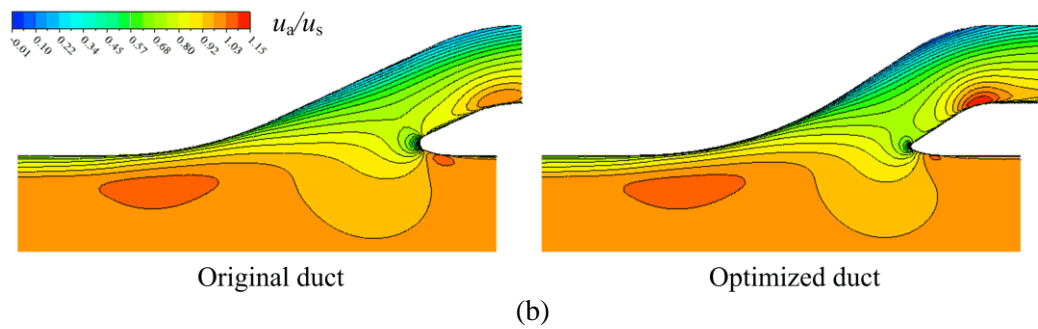 u_a/u_s
-0.01 0.10 0.22 0.34 0.45 0.57 0.68 0.80 0.92 1.03 1.15
Original duct Optimized duct
(b)